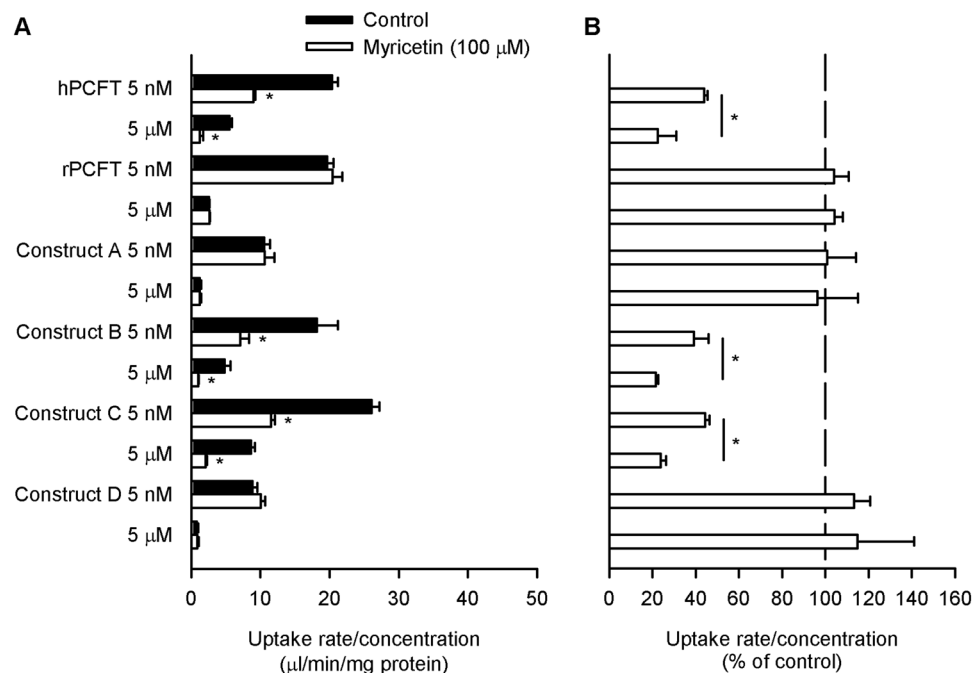 A
Control
Myricetin (100 μM)
B
hPCFT 5 nM
*
5 μM
*
*
rPCFT 5 nM
5 μM
Construct A 5 nM
5 μM
Construct B 5 nM
*
5 μM
*
*
Construct C 5 nM
*
5 μM
*
*
Construct D 5 nM
5 μM
0 10 20 30 40 50
0 20 40 60 80 100 120 140 160
Uptake rate/concentration
(μl/min/mg protein)
Uptake rate/concentration
(% of control)